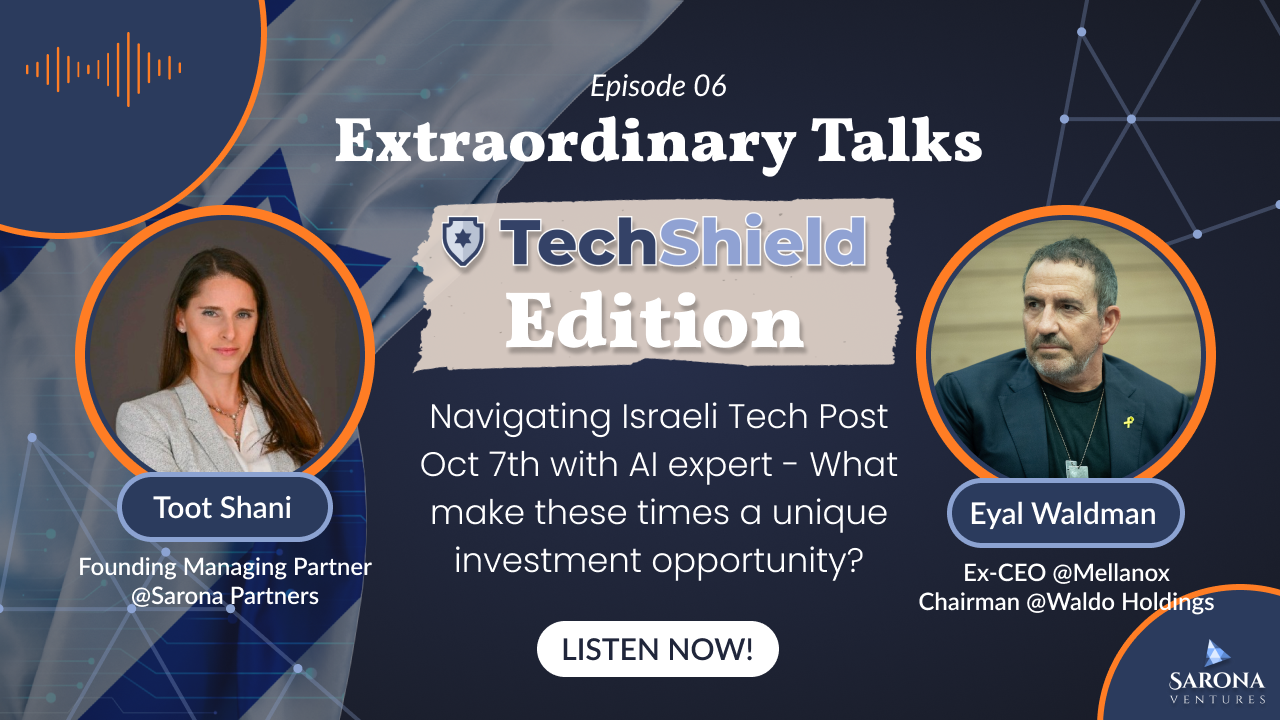 Episode 06
Extraordinary Talks
TechShield
Edition
Navigating Israeli Tech Post
Oct 7th with AI expert - What
make these times a unique
investment opportunity?
Toot Shani
Founding Managing Partner
@Sarona Partners
Eyal Waldman
Ex-CEO @Mellanox
Chairman @Waldo Holdings
LISTEN NOW!
SARONA
VENTURES